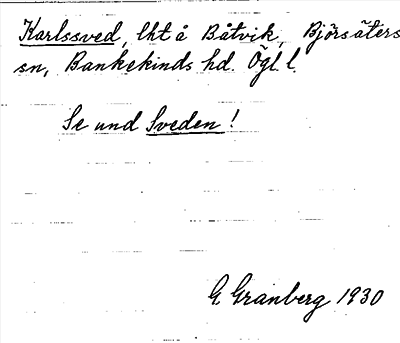 Karlssved, lht å Båtvik, Björsäters
sn, Bankekinds hd. Ögl. l.
Se und Sveden!
G. Granberg 1930